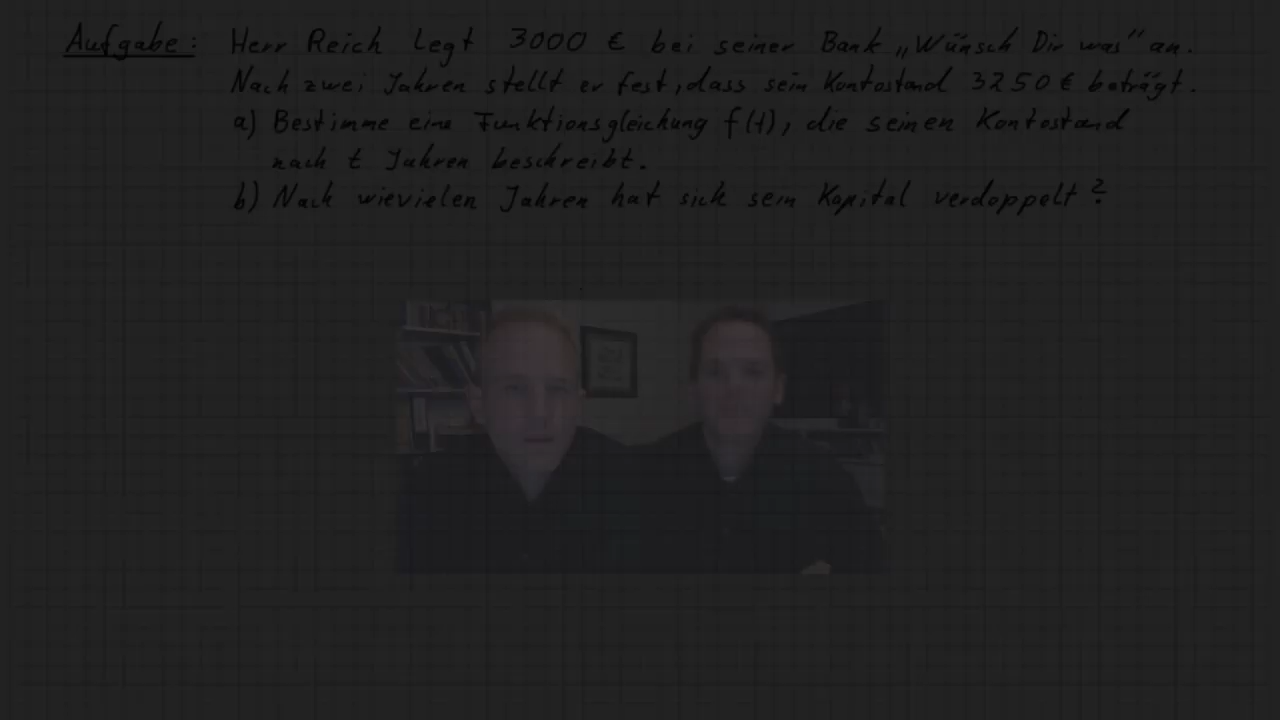 Aufgabe: Herr Reich legt 3000 € bei seiner Bank „Wünsch Dir was" an.
Nach zwei Jahren stellt er fest, dass sein Kontostand 3250 € beträgt.
a) Bestimme eine Funktionsgleichung f(t), die seinen Kontostand
nach t Jahren beschreibt.
b) Nach wievielen Jahren hat sich sein Kapital verdoppelt?